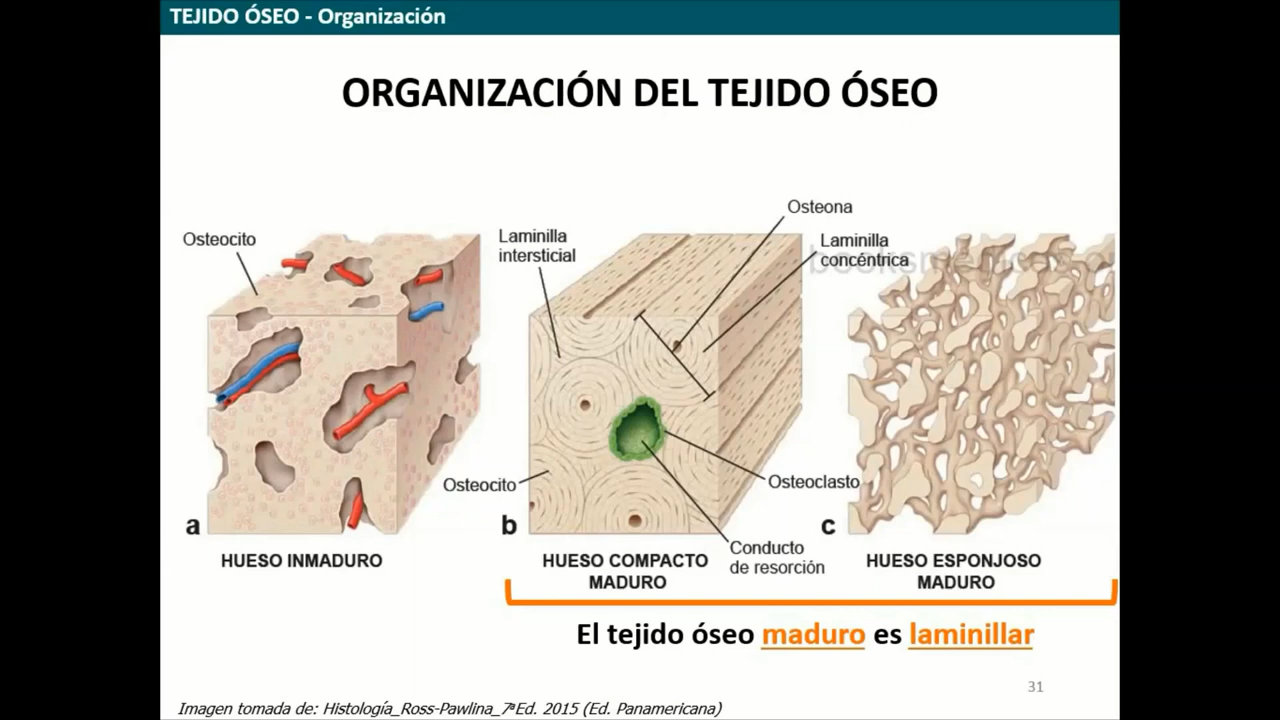 TEJIDO ÓSEO - Organización
ORGANIZACIÓN DEL TEJIDO ÓSEO
Osteocito
Laminilla
intersticial
Osteona
Laminilla
concéntrica
Osteocito
Osteoclasto
Conducto
de resorción
a
HUESO INMADURO
b
HUESO COMPACTO
MADURO
c
HUESO ESPONJOSO
MADURO
El tejido óseo maduro es laminillar
31
Imagen tomada de: Histología_Ross-Pawlina_7ªEd. 2015 (Ed. Panamericana)